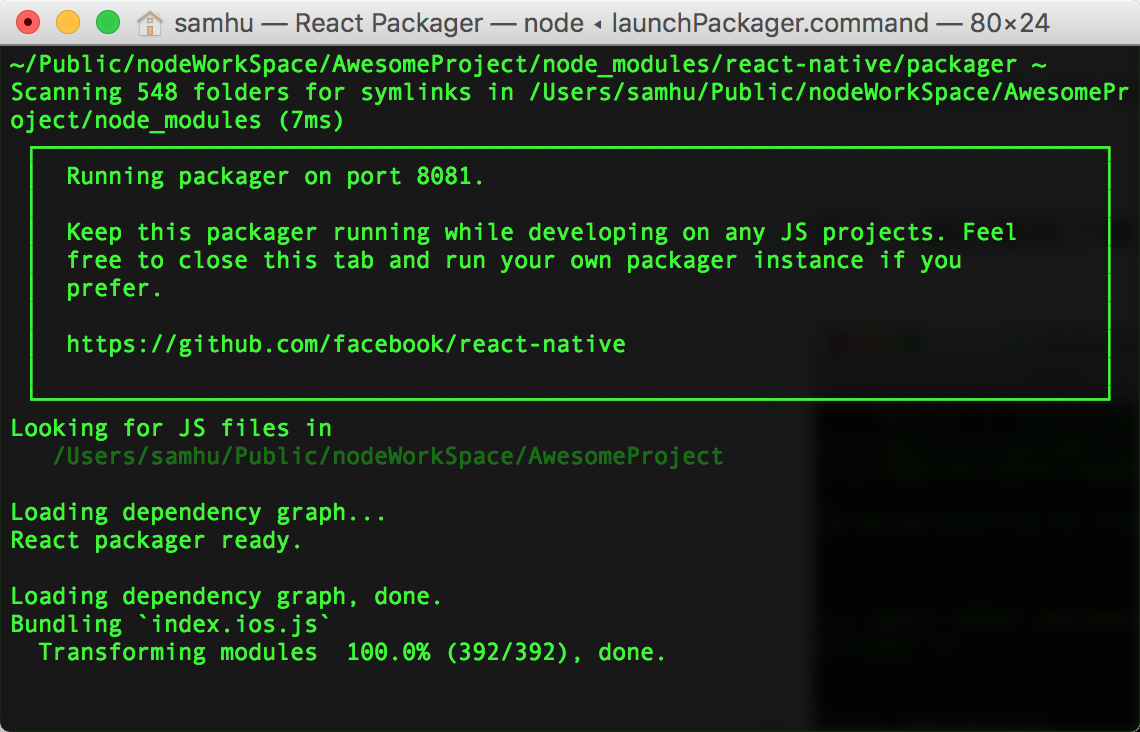 samhu — React Packager — node ◂ launchPackager.command — 80×24
~/Public/nodeWorkSpace/AwesomeProject/node_modules/react-native/packager ~
Scanning 548 folders for symlinks in /Users/samhu/Public/nodeWorkSpace/AwesomePr
oject/node_modules (7ms)
Running packager on port 8081.
Keep this packager running while developing on any JS projects. Feel
free to close this tab and run your own packager instance if you
prefer.
https://github.com/facebook/react-native
Looking for JS files in
/Users/samhu/Public/nodeWorkSpace/AwesomeProject
Loading dependency graph...
React packager ready.
Loading dependency graph, done.
Bundling `index.ios.js`
Transforming modules  100.0% (392/392), done.